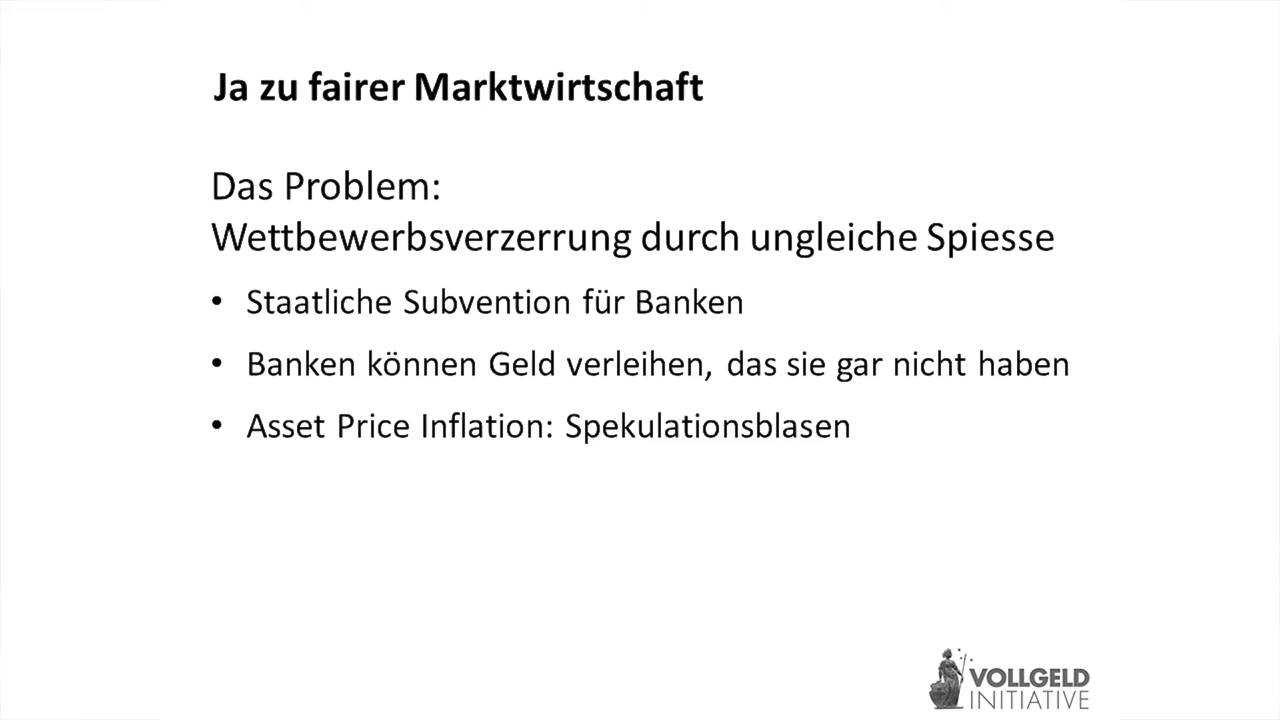 Ja zu fairer Marktwirtschaft
Das Problem:
Wettbewerbsverzerrung durch ungleiche Spiesse
• Staatliche Subvention für Banken
• Banken können Geld verleihen, das sie gar nicht haben
• Asset Price Inflation: Spekulationsblasen
VOLLGELD
INITIATIVE